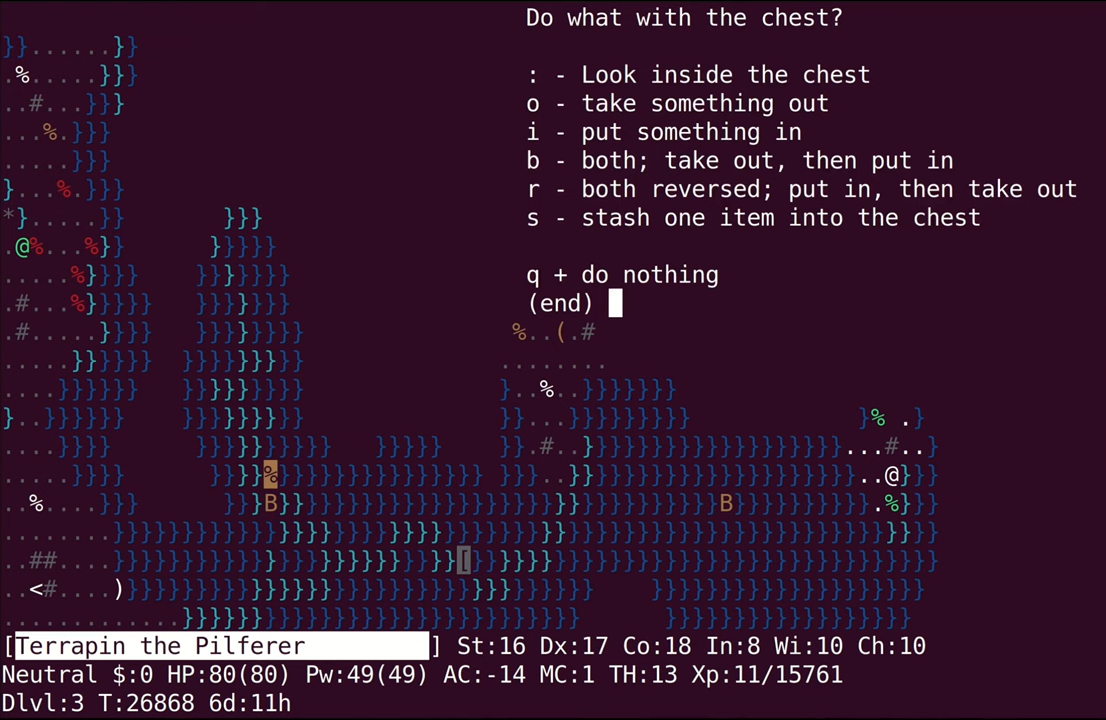 Do what with the chest?
: - Look inside the chest
o - take something out
i - put something in
b - both; take out, then put in
r - both reversed; put in, then take out
s - stash one item into the chest
q + do nothing
(end)
[Terrapin the Pilferer ] St:16 Dx:17 Co:18 In:8 Wi:10 Ch:10
Neutral $:0 HP:80(80) Pw:49(49) AC:-14 MC:1 TH:13 Xp:11/15761
Dlvl:3 T:26868 6d:11h